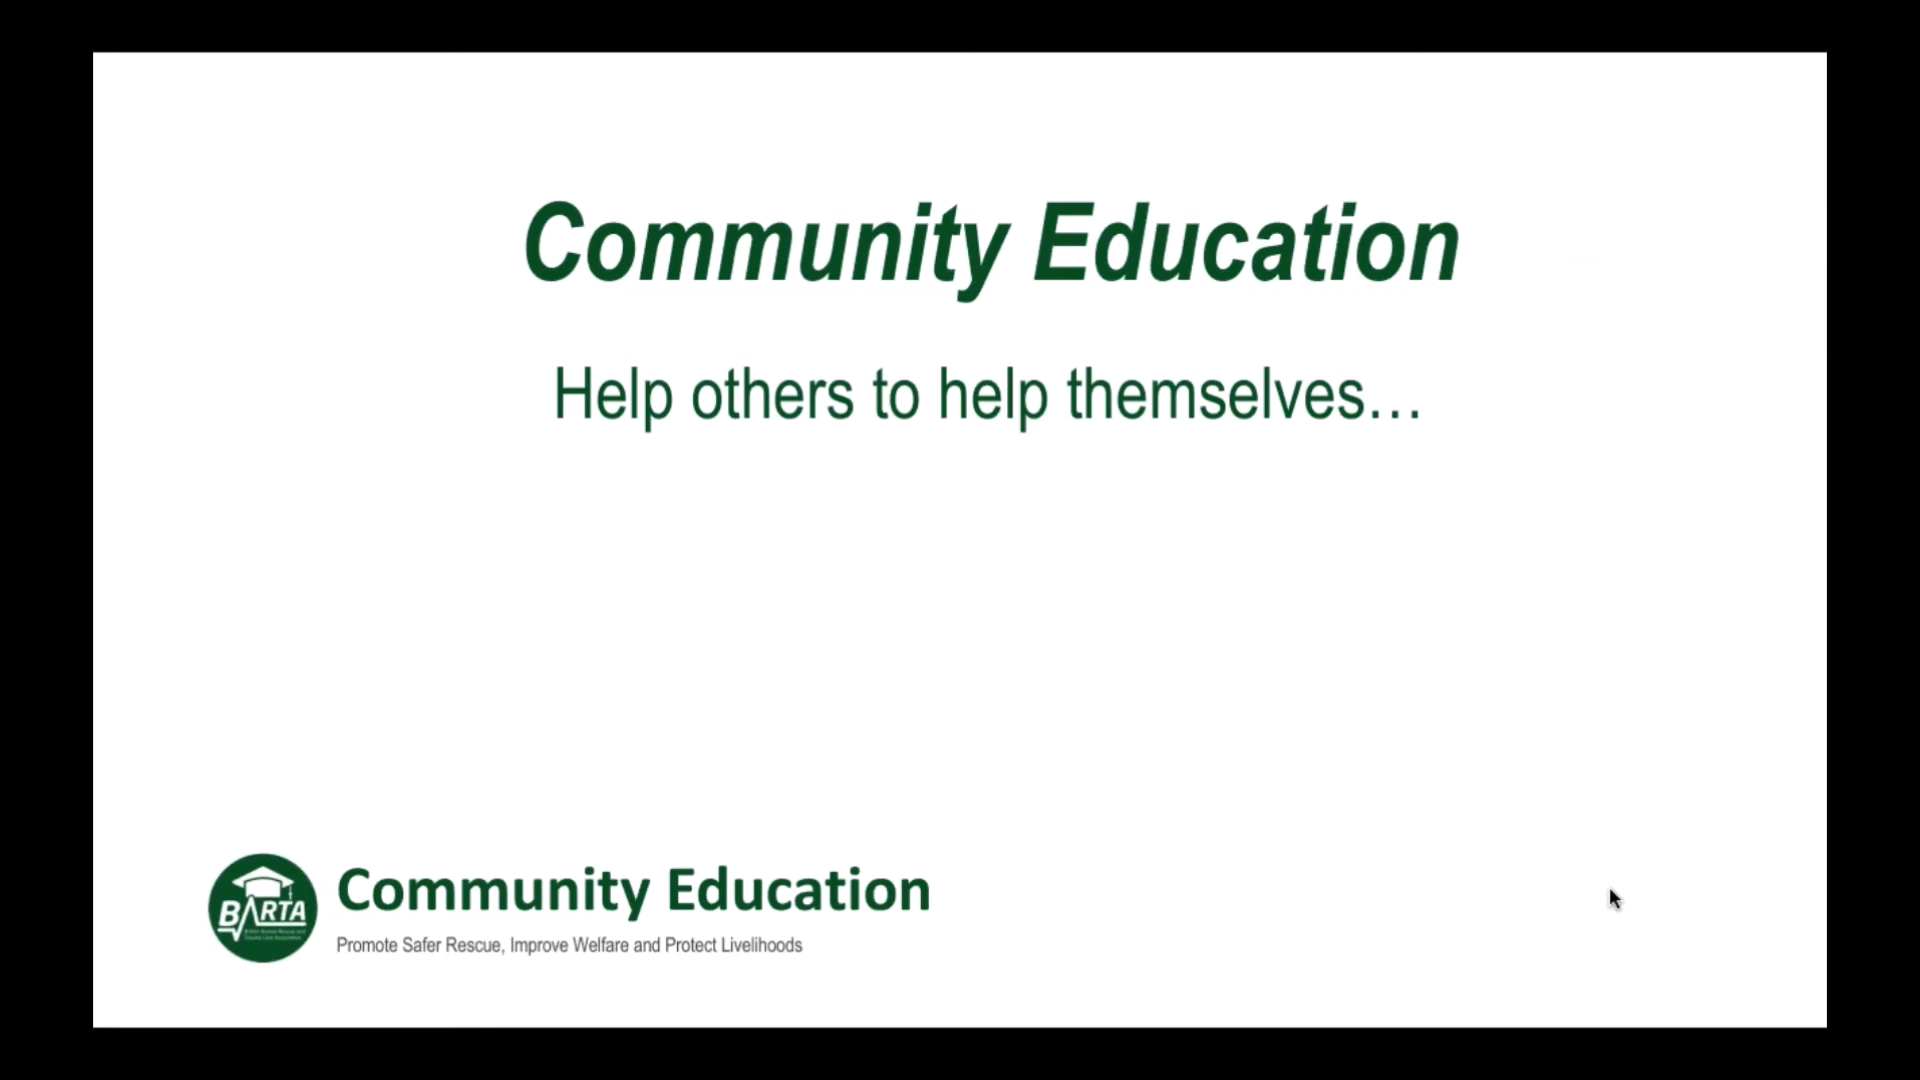 Community Education
Help others to help themselves…
BARTA
Community Education
Promote Safer Rescue, Improve Welfare and Protect Livelihoods